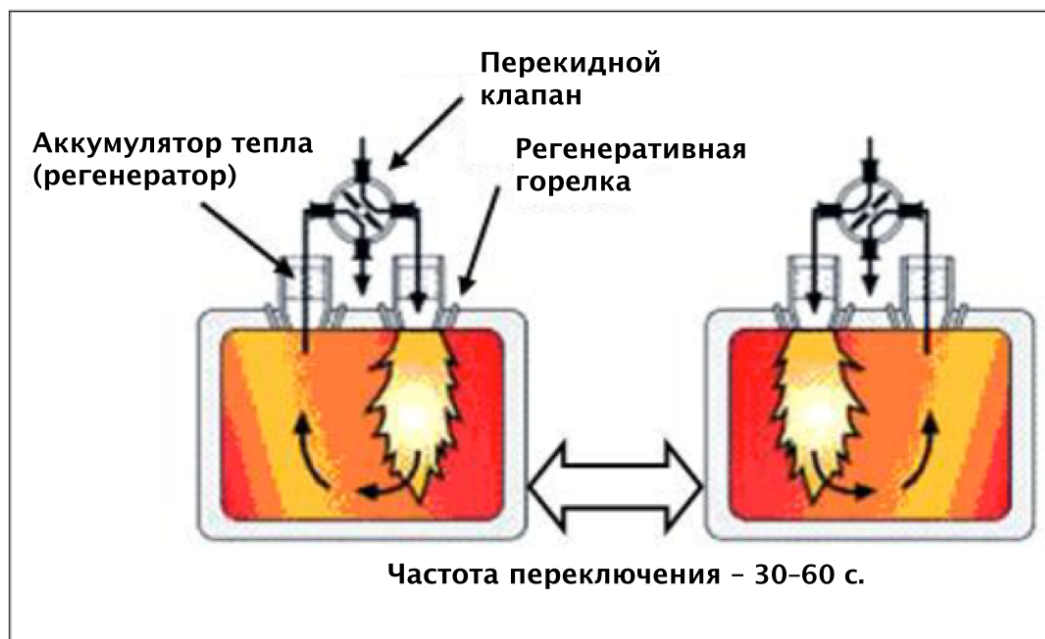 Перекидной
клапан
Аккумулятор тепла
(регенератор)
Регенеративная
горелка
Частота переключения – 30–60 с.